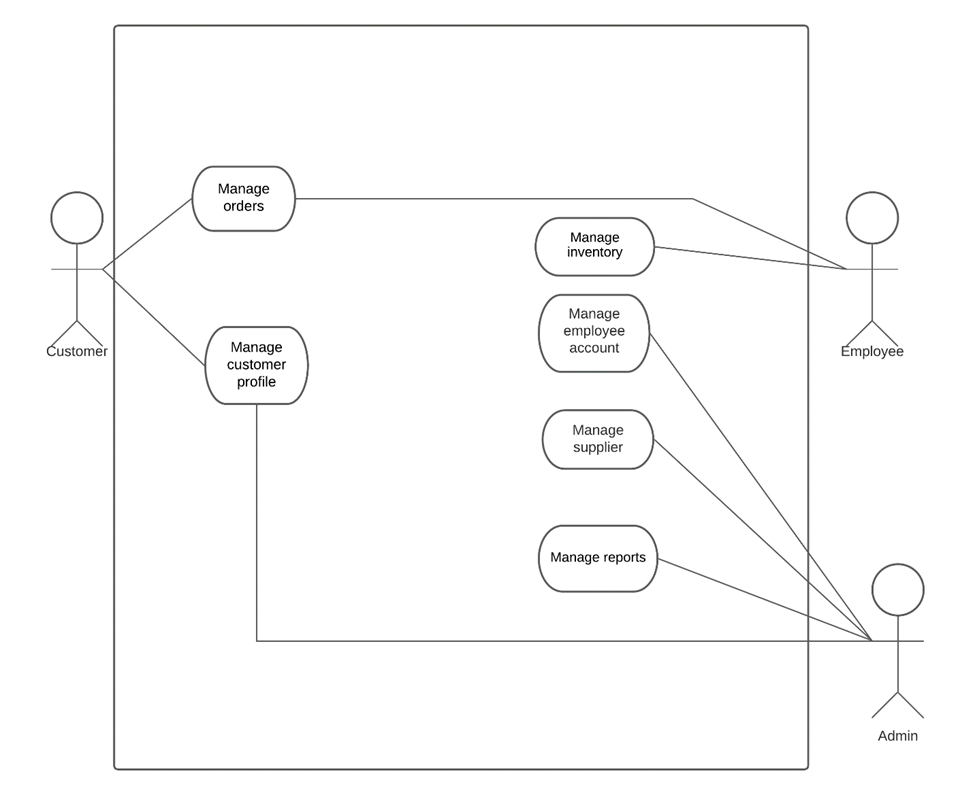 Manage
orders
Manage
inventory
Manage
employee
account
Customer
Manage
customer
profile
Employee
Manage
supplier
Manage reports
Admin